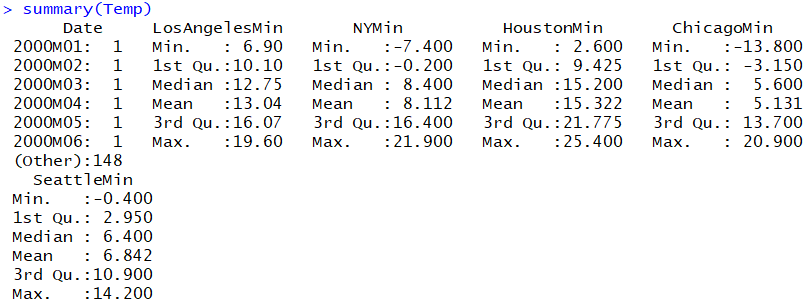 > summary(Temp)
      Date     LosAngelesMin       NYMin          HoustonMin       ChicagoMin
 2000M01:  1   Min.   : 6.90   Min.   :-7.400   Min.   : 2.600   Min.   :-13.800
 2000M02:  1   1st Qu.:10.10   1st Qu.:-0.200   1st Qu.: 9.425   1st Qu.: -3.150
 2000M03:  1   Median :12.75   Median : 8.400   Median :15.200   Median :  5.600
 2000M04:  1   Mean   :13.04   Mean   : 8.112   Mean   :15.322   Mean   :  5.131
 2000M05:  1   3rd Qu.:16.07   3rd Qu.:16.400   3rd Qu.:21.775   3rd Qu.: 13.700
 2000M06:  1   Max.   :19.60   Max.   :21.900   Max.   :25.400   Max.   : 20.900
 (Other):148
   SeattleMin
 Min.   :-0.400
 1st Qu.: 2.950
 Median : 6.400
 Mean   : 6.842
 3rd Qu.:10.900
 Max.   :14.200